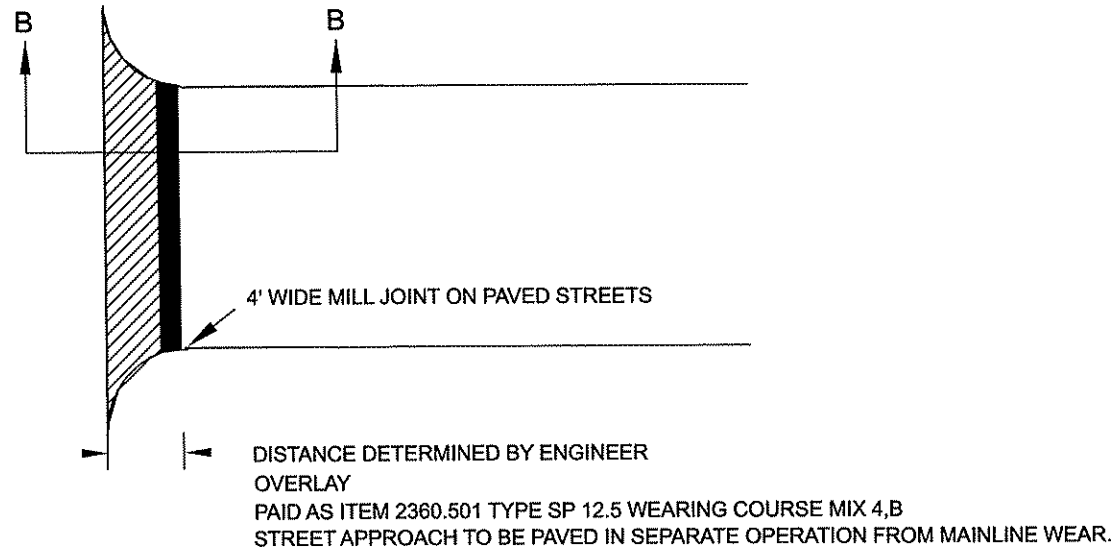 B
B
4' WIDE MILL JOINT ON PAVED STREETS
DISTANCE DETERMINED BY ENGINEER
OVERLAY
PAID AS ITEM 2360.501 TYPE SP 12.5 WEARING COURSE MIX 4,B
STREET APPROACH TO BE PAVED IN SEPARATE OPERATION FROM MAINLINE WEAR.